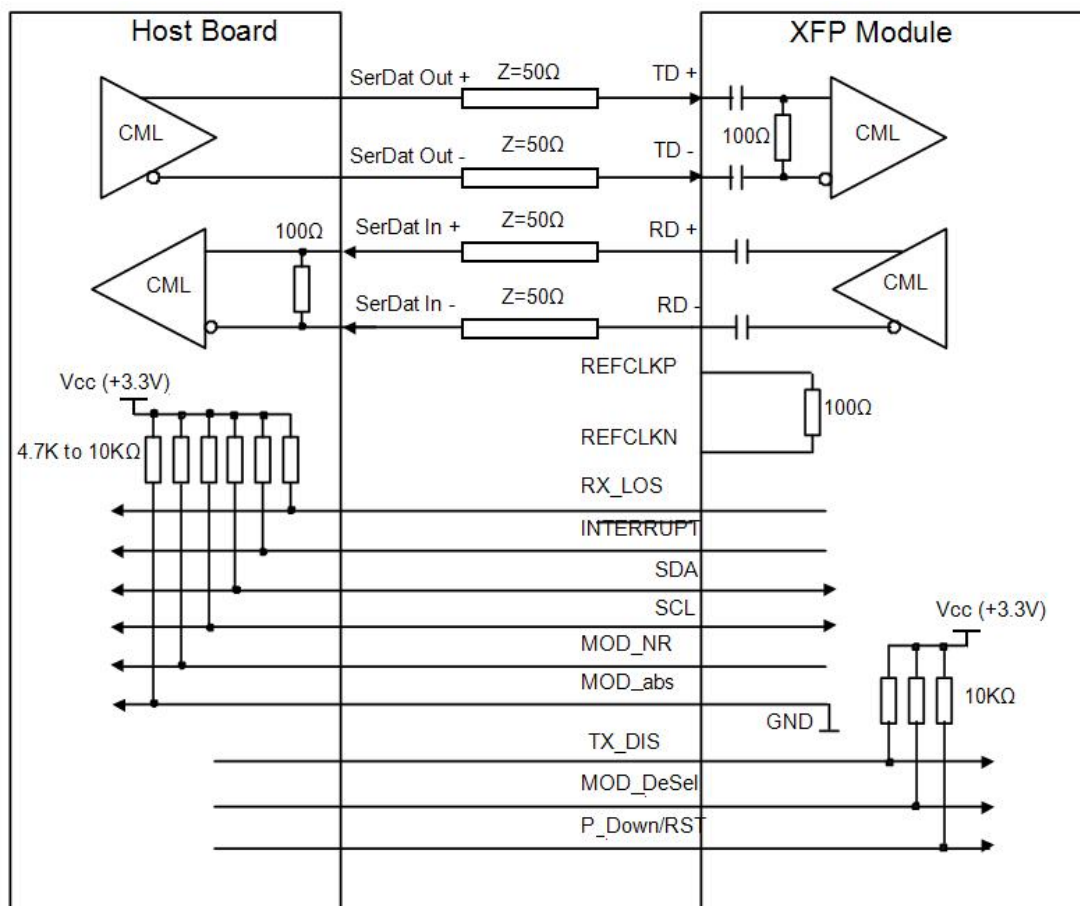 Host Board
XFP Module
SerDat Out +
Z=50Ω
TD +
CML
100Ω
CML
SerDat Out -
Z=50Ω
TD -
100Ω
SerDat In +
Z=50Ω
RD +
CML
CML
SerDat In -
Z=50Ω
RD -
REFCLKP
Vcc (+3.3V)
100Ω
REFCLKN
4.7K to 10KΩ
RX_LOS
INTERRUPT
SDA
SCL
Vcc (+3.3V)
MOD_NR
MOD_abs
10KΩ
GND
TX_DIS
MOD_DeSel
P_Down/RST